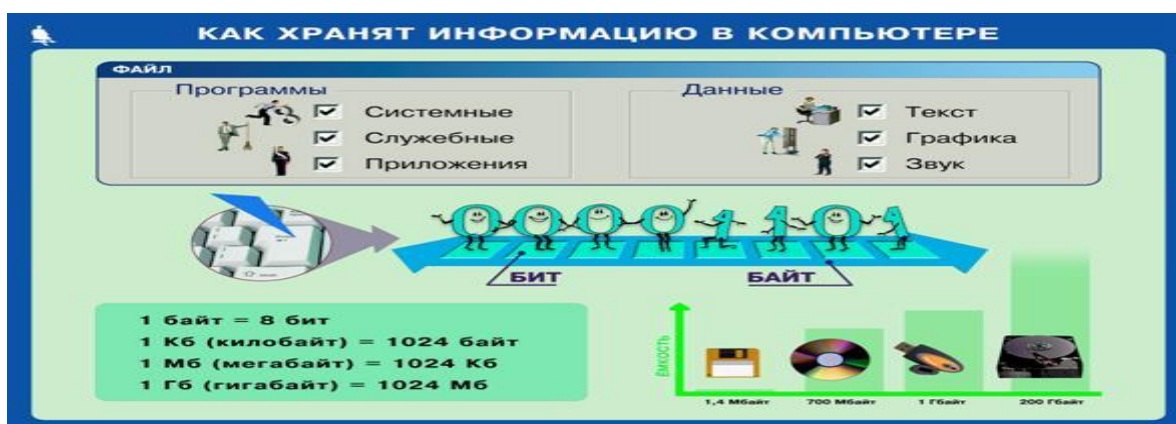 КАК ХРАНЯТ ИНФОРМАЦИЮ В КОМПЬЮТЕРЕ
ФАЙЛ
Программы
Системные
Служебные
Приложения
Данные
Текст
Графика
Звук
00001101
БИТ
БАЙТ
1 байт = 8 бит
1 Кб (килобайт) = 1024 байт
1 Мб (мегабайт) = 1024 Кб
1 Гб (гигабайт) = 1024 Мб
ЕМКОСТЬ
1,4 Мбайт
700 Мбайт
1 Гбайт
200 Гбайт